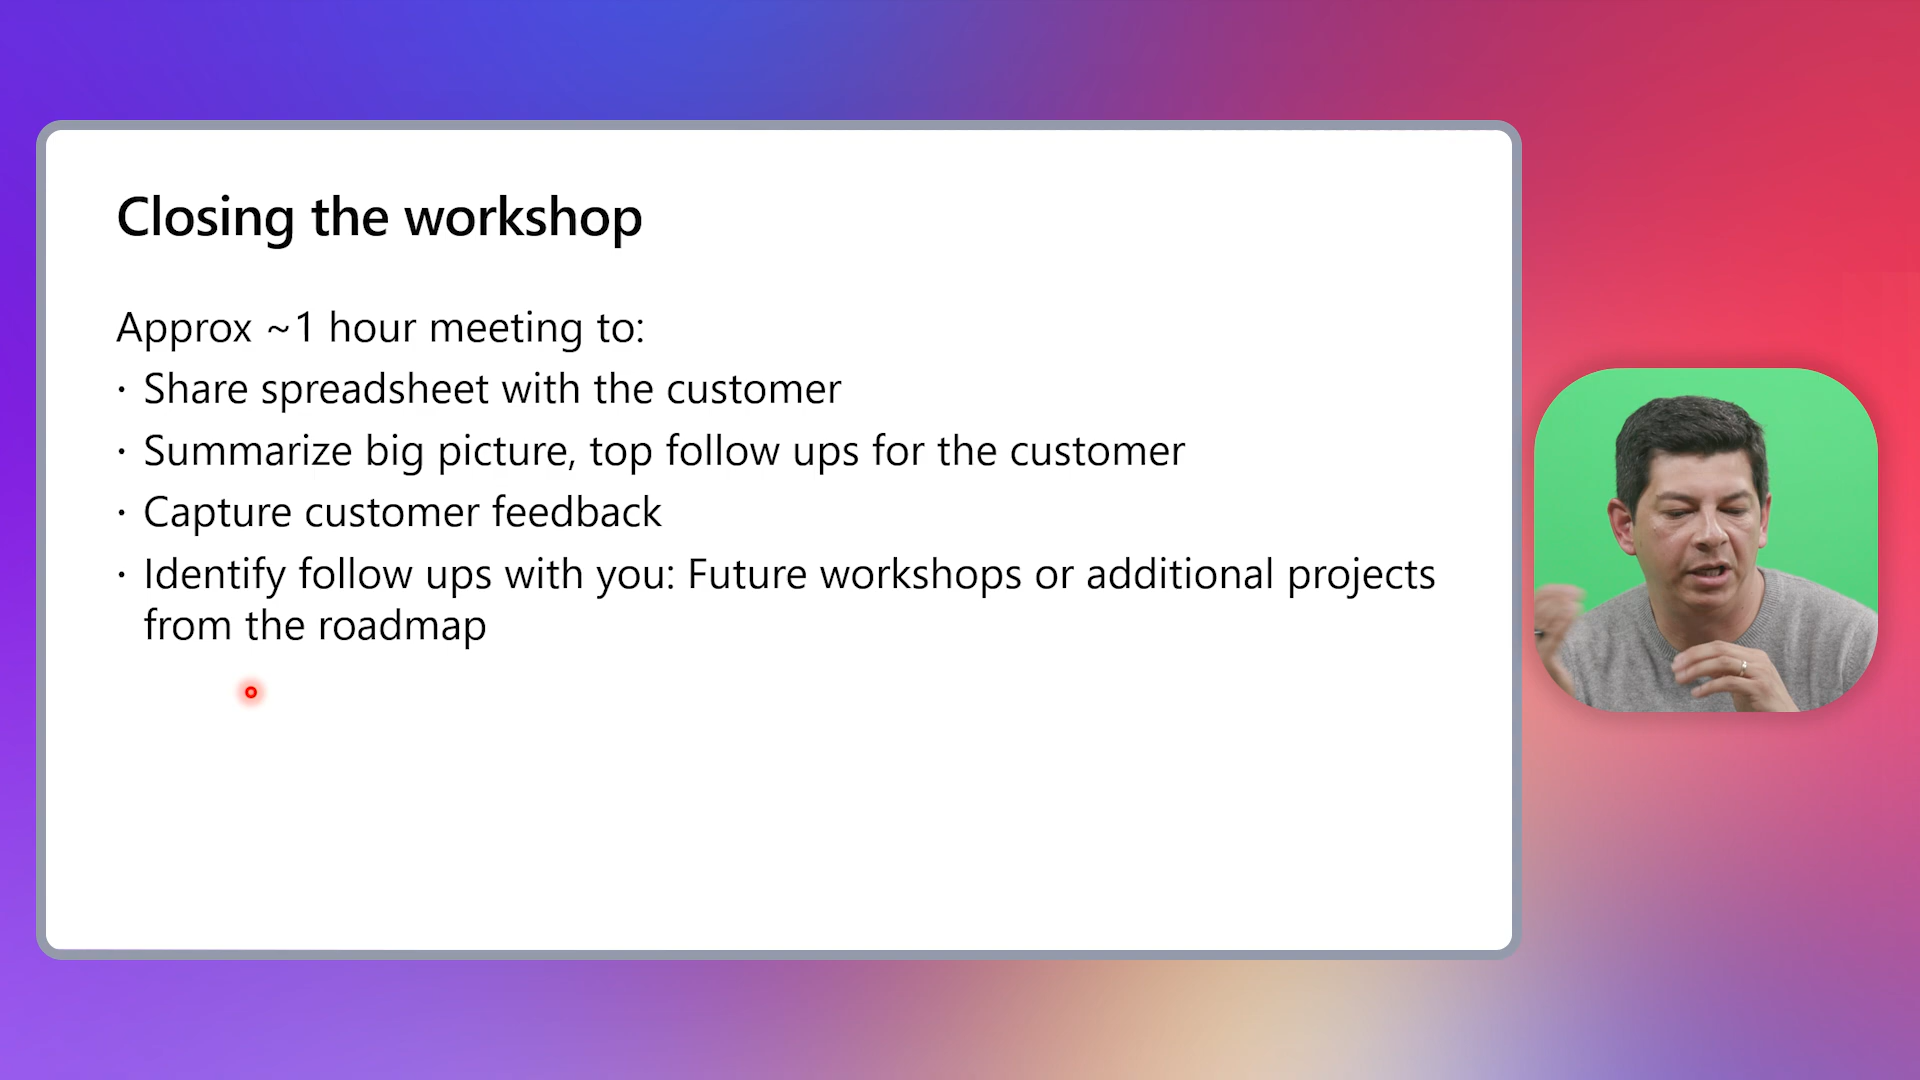 Closing the workshop
Approx ~1 hour meeting to:
· Share spreadsheet with the customer
· Summarize big picture, top follow ups for the customer
· Capture customer feedback
· Identify follow ups with you: Future workshops or additional projects
from the roadmap